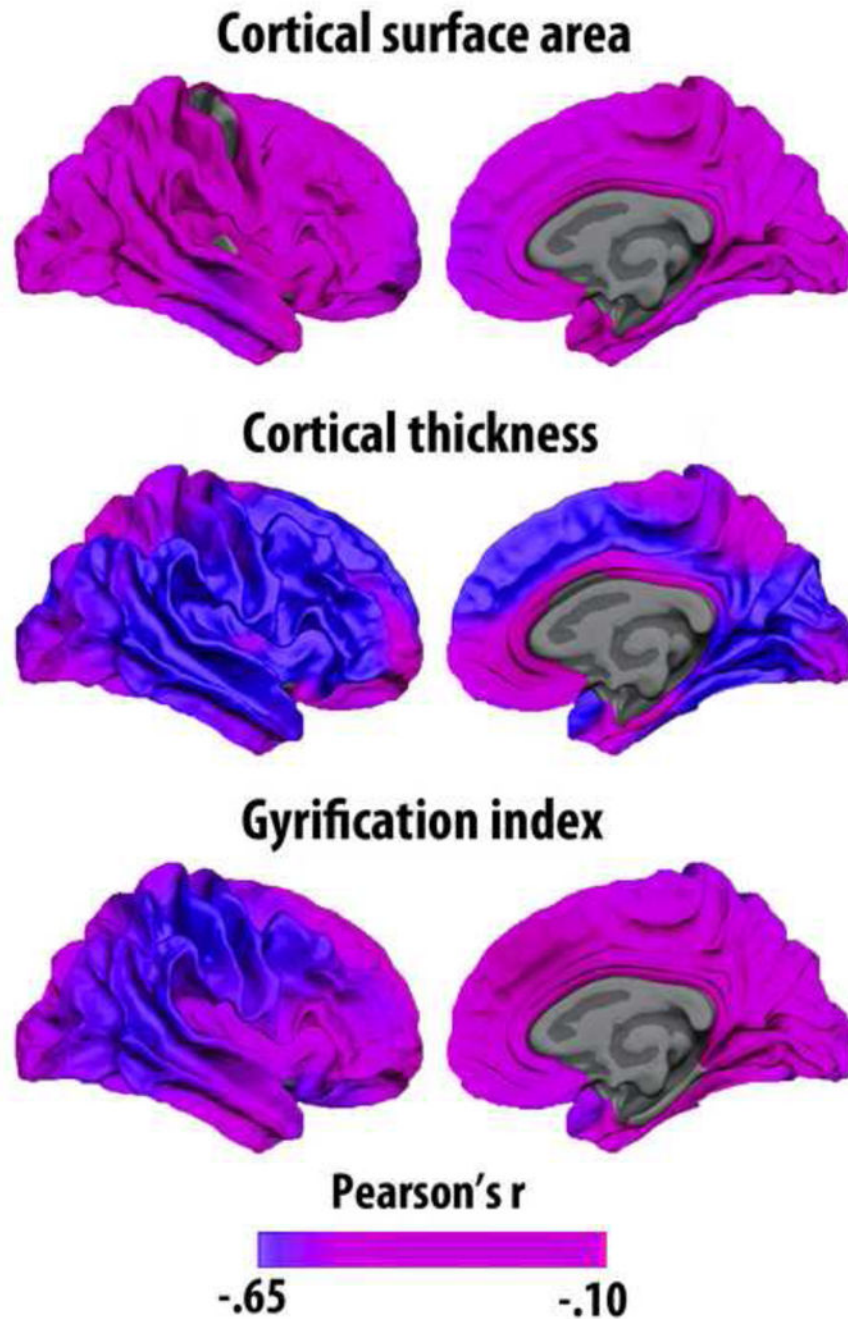 Cortical surface area
Cortical thickness
Gyrification index
Pearson's r
-.65 -.10